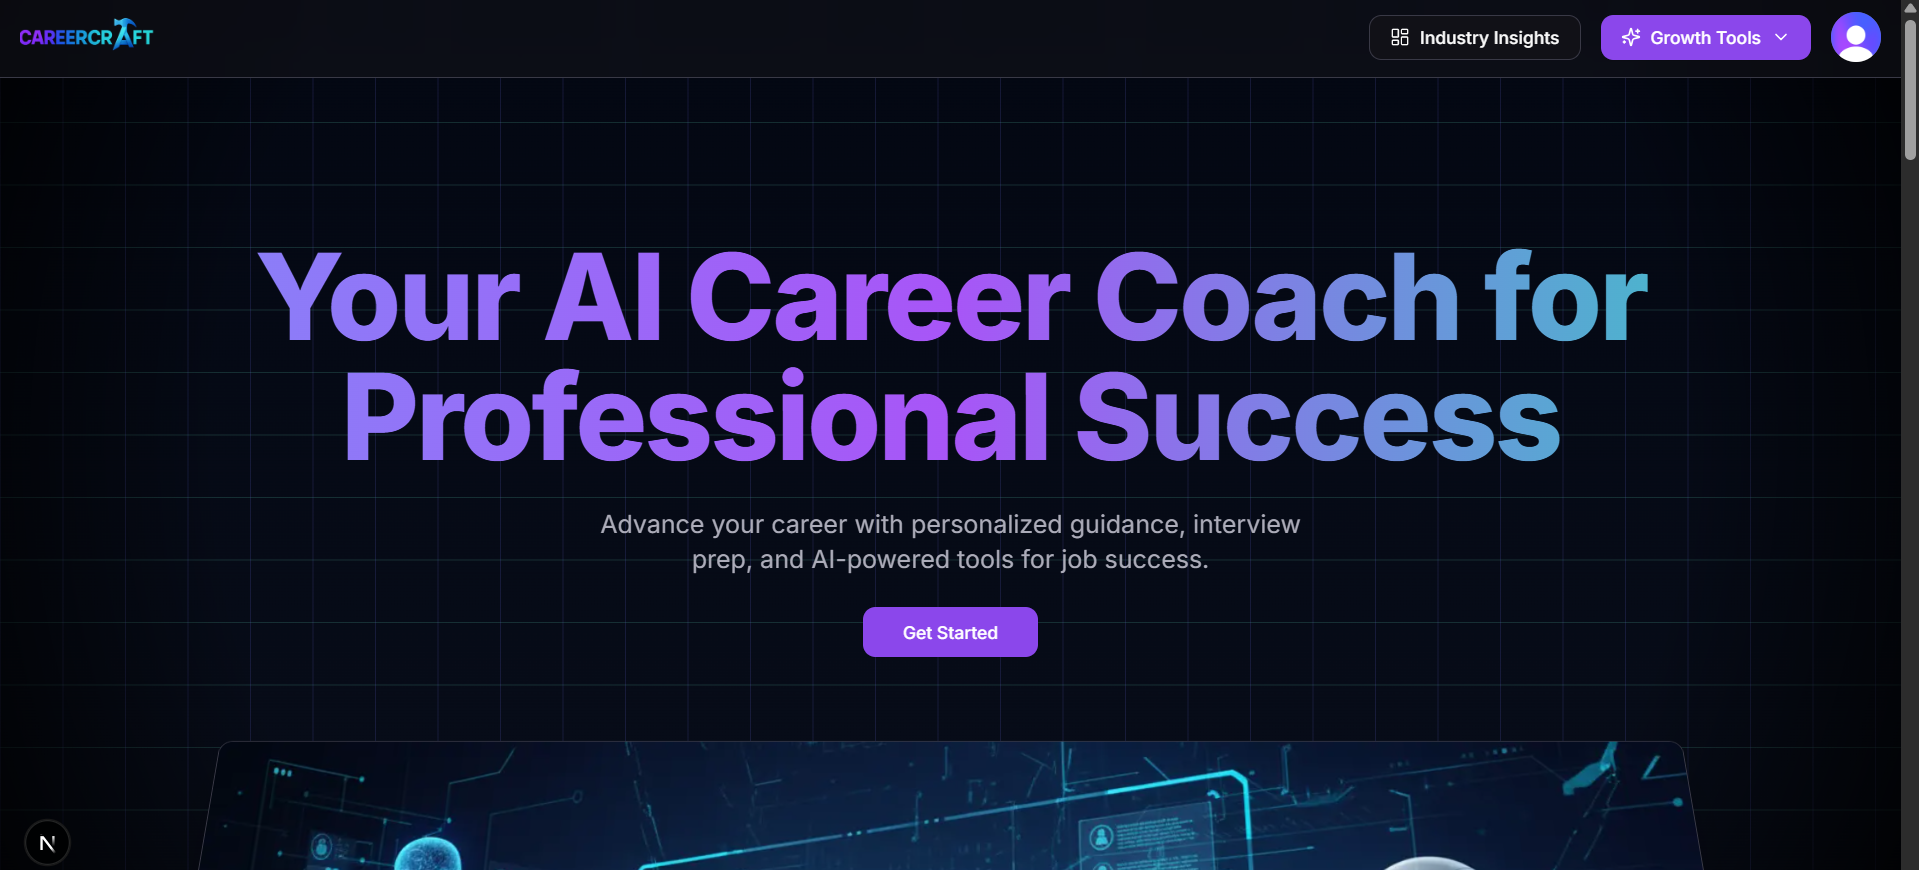 CAREERCRAFT
Industry Insights
Growth Tools
Your AI Career Coach for
Professional Success
Advance your career with personalized guidance, interview
prep, and AI-powered tools for job success.
Get Started
N